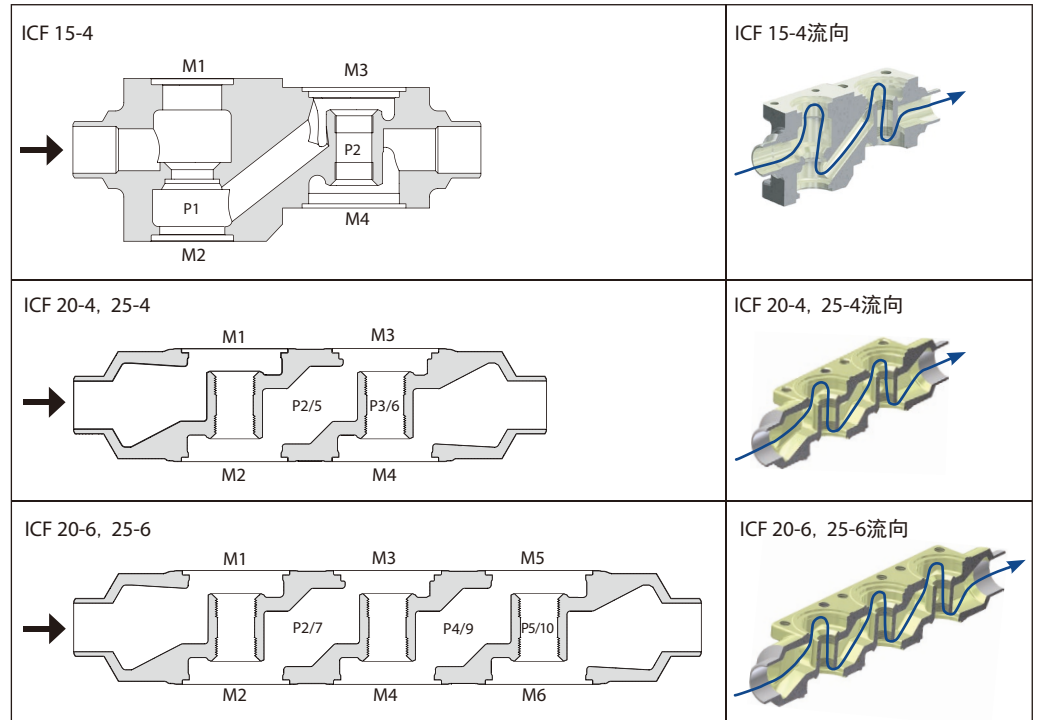 ICF 15-4
M1
M3
P2
P1
M4
M2
ICF 15-4流向
ICF 20-4, 25-4
M1
M3
P2/5
P3/6
M2
M4
ICF 20-4, 25-4流向
ICF 20-6, 25-6
M1
M3
M5
P2/7
P4/9
P5/10
M2
M4
M6
ICF 20-6, 25-6流向